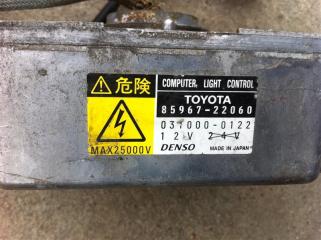 危険
COMPUTER, LIGHT CONTROL
TOYOTA
85967-22060
031000-0122
12V 24V
MAX25000V
DENSO MADE IN JAPAN